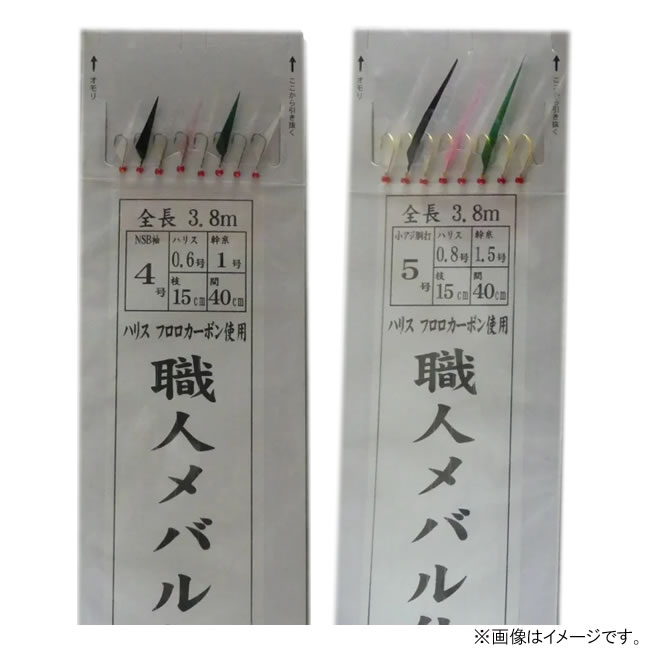 ↑オモリ
↑ここから引き抜く
全長 3.8m
NSB袖
4号
ハリス
0.6号
幹糸
1号
枝
15cm
間
40cm
ハリス フロロカーボン使用
職人メバル
↑オモリ
↑ここから引き抜く
全長 3.8m
小アジ胴打
5号
ハリス
0.8号
幹糸
1.5号
枝
15cm
間
40cm
ハリス フロロカーボン使用
職人メバル
※画像はイメージです。